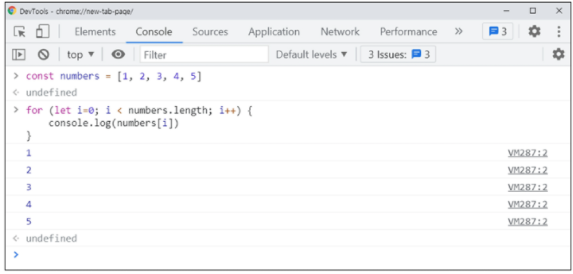 DevTools - chrome://new-tab-page/
Elements Console Sources Application Network Performance » 3
top ▼ Filter Default levels ▼ 3 Issues: 3
> const numbers = [1, 2, 3, 4, 5]
< undefined
> for (let i=0; i < numbers.length; i++) {
console.log(numbers[i])
}
1 VM287:2
2 VM287:2
3 VM287:2
4 VM287:2
5 VM287:2
< undefined
>